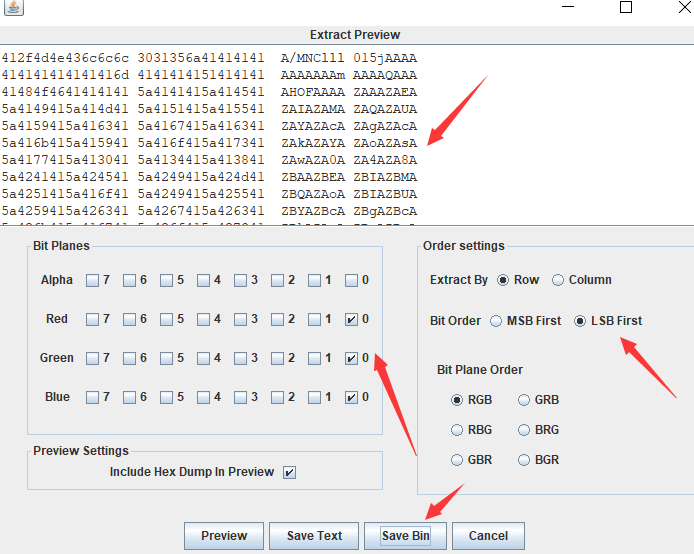 Extract Preview
412f4d4e436c6c6c 3031356a41414141 A/MNClll 015jAAAA
414141414141416d 4141414151414141 AAAAAAAm AAAAQAAA
41484f4641414141 5a4141415a414541 AHOFAAAA ZAAAZAEA
5a4149415a414d41 5a4151415a415541 ZAIAZAMA ZAQAZAUA
5a4159415a416341 5a4167415a416341 ZAYAZAcA ZAgAZAcA
5a416b415a415941 5a416f415a417341 ZAkAZAYA ZAoAZAsA
5a4177415a413041 5a4134415a413841 ZAwAZA0A ZA4AZA8A
5a4241415a424541 5a4249415a424d41 ZBAAZBEA ZBIAZBMA
5a4251415a416f41 5a4249415a425541 ZBQAZAoA ZBIAZBUA
5a4259415a426341 5a4267415a426341 ZBYAZBcA ZBgAZBcA
Bit Planes
Alpha 7 6 5 4 3 2 1 0
Red 7 6 5 4 3 2 1 0
Green 7 6 5 4 3 2 1 0
Blue 7 6 5 4 3 2 1 0
Preview Settings
Include Hex Dump In Preview
Order settings
Extract By Row Column
Bit Order MSB First LSB First
Bit Plane Order
RGB GRB
RBG BRG
GBR BGR
Preview Save Text Save Bin Cancel